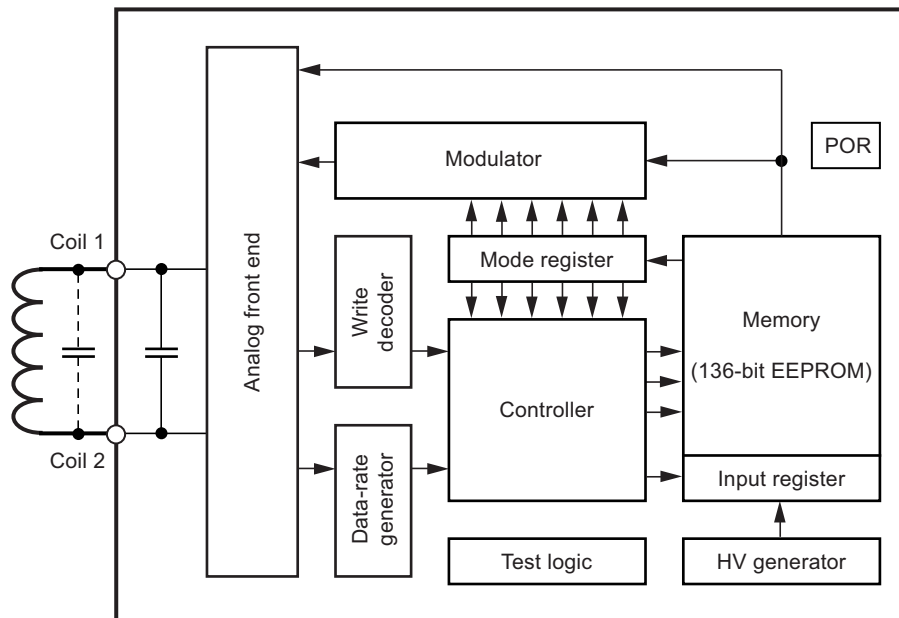 POR
Modulator
Coil 1
Mode register
Analog front end
Write
decoder
Memory
(136-bit EEPROM)
Controller
Coil 2
Data-rate
generator
Input register
Test logic
HV generator